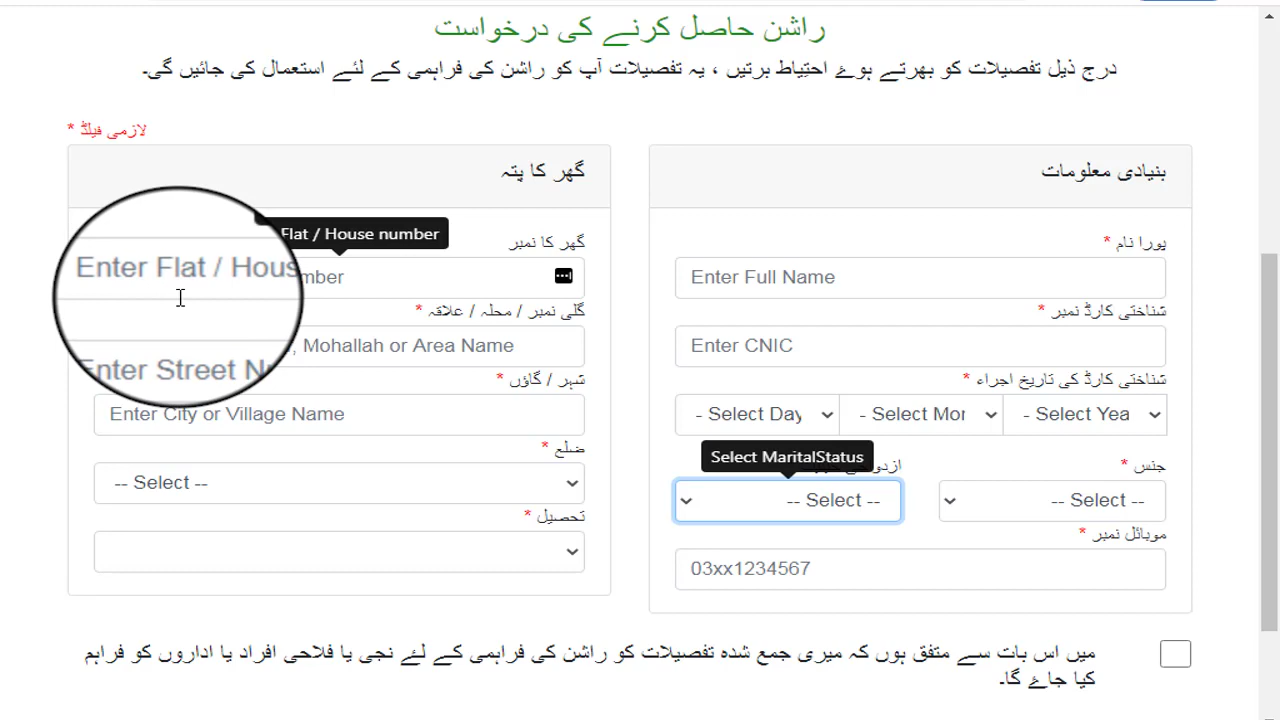 راشن حاصل کرنے کی درخواست
درج ذیل تفصیلات کو بھرتے ہوۓ احتِیاط برتیں ، یہ تفصیلات آپ کو راشن کی فراہمی کے لئے استعمال کی جائیں گی۔
لازمی فیلڈ *
بنیادی معلومات
پورا نام *
Enter Full Name
شناختی کارڈ نمبر *
Enter CNIC
شناختی کارڈ کی تاریخ اجراء *
- Select Day
- Select Mor
- Select Yea
جنس *
-- Select --
Select MaritalStatus
-- Select --
موبائل نمبر *
03xx1234567
گھر کا پتہ
گھر کا نمبر
Flat / House number
Enter Flat / Hous
mber
گلی نمبر / محلہ / علاقہ *
Enter Street N
, Mohallah or Area Name
شہر / گاؤں *
Enter City or Village Name
ضلع *
-- Select --
تحصیل *
میں اس بات سے متفق ہوں کہ میری جمع شدہ تفصیلات کو راشن کی فراہمی کے لۓ نجی یا فلاحی افراد یا اداروں کو فراہم
کیا جاۓ گا۔